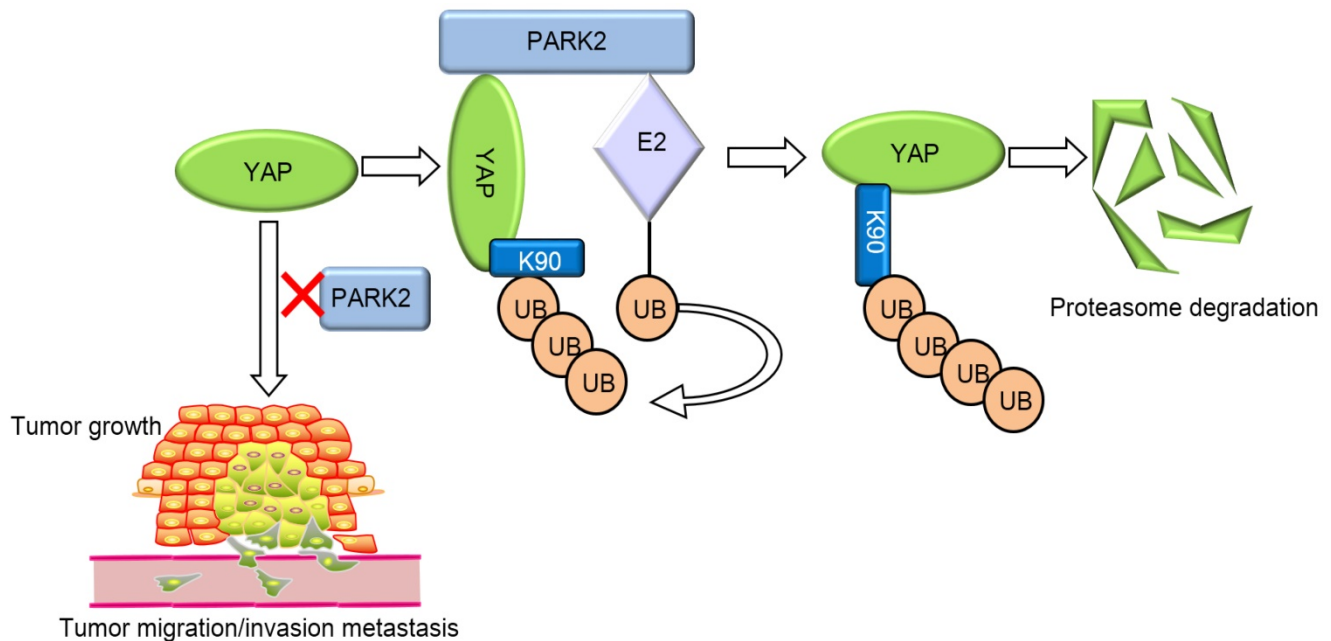 PARK2
YAP
YAP
E2
YAP
K90
K90
PARK2
UB
UB
UB
UB
UB
UB
UB
UB
Proteasome degradation
Tumor growth
Tumor migration/invasion metastasis